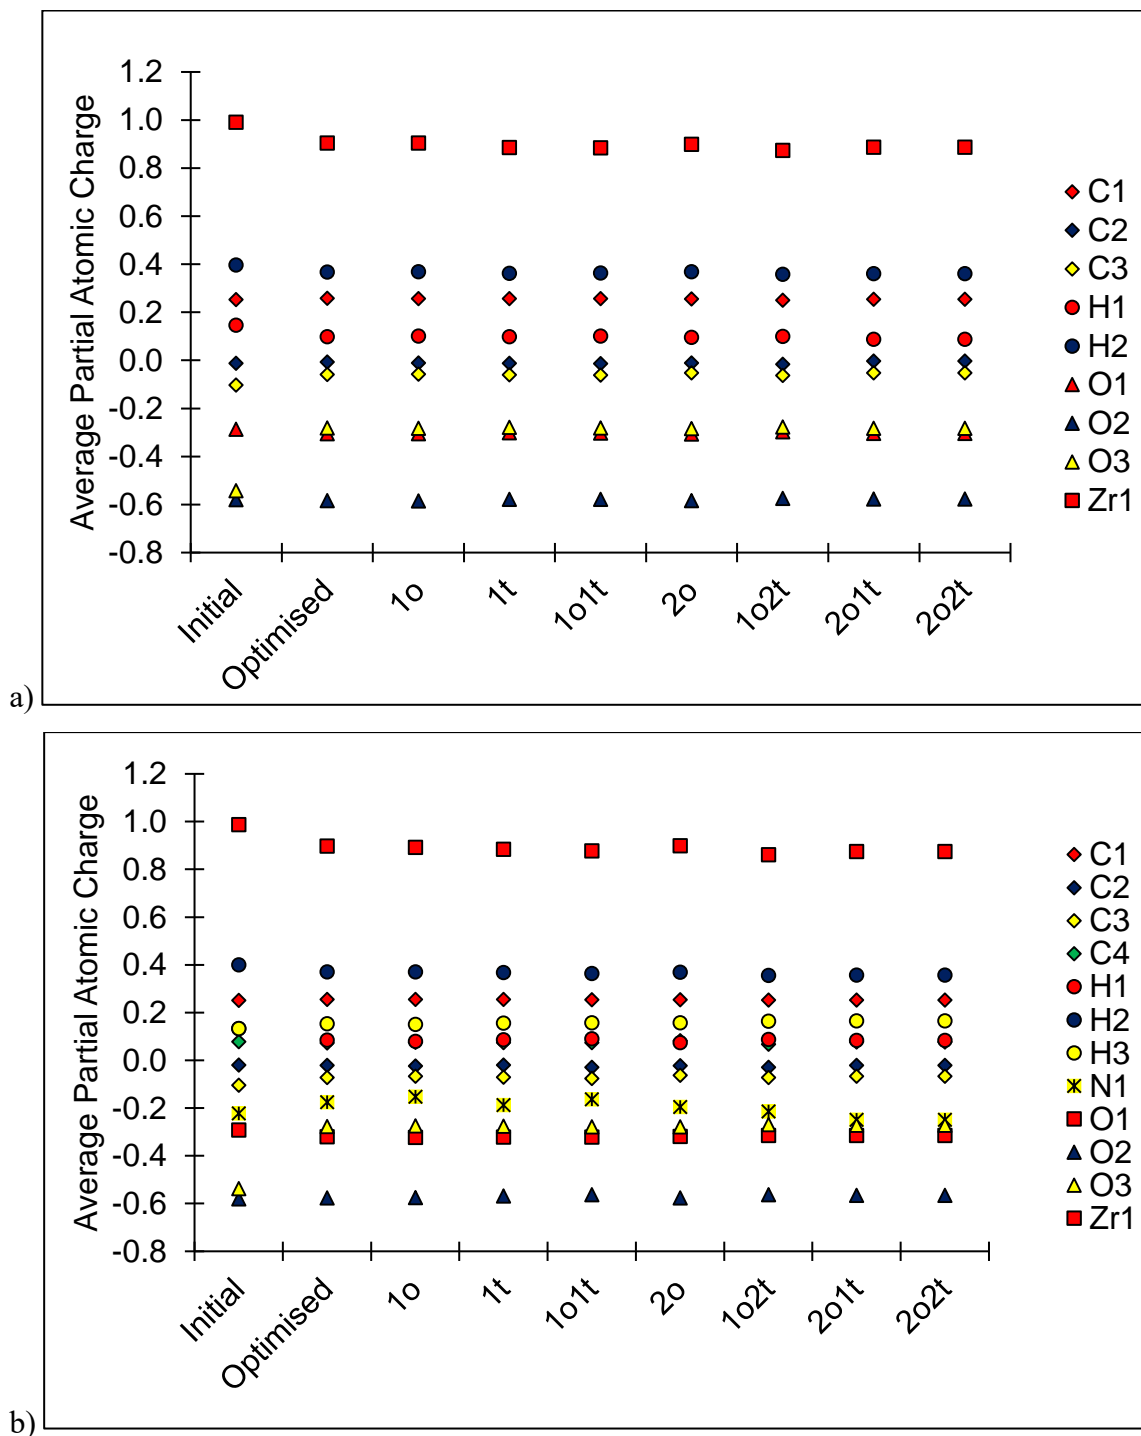 Average Partial Atomic Charge
1.2
1.0
0.8
0.6
0.4
0.2
0.0
-0.2
-0.4
-0.6
-0.8
Initial
Optimised
1o
1t
1o1t
2o
1o2t
2o1t
2o2t
C1
C2
C3
H1
H2
O1
O2
O3
Zr1
a)
Average Partial Atomic Charge
1.2
1.0
0.8
0.6
0.4
0.2
0.0
-0.2
-0.4
-0.6
-0.8
Initial
Optimised
1o
1t
1o1t
2o
1o2t
2o1t
2o2t
C1
C2
C3
C4
H1
H2
H3
N1
O1
O2
O3
Zr1
b)